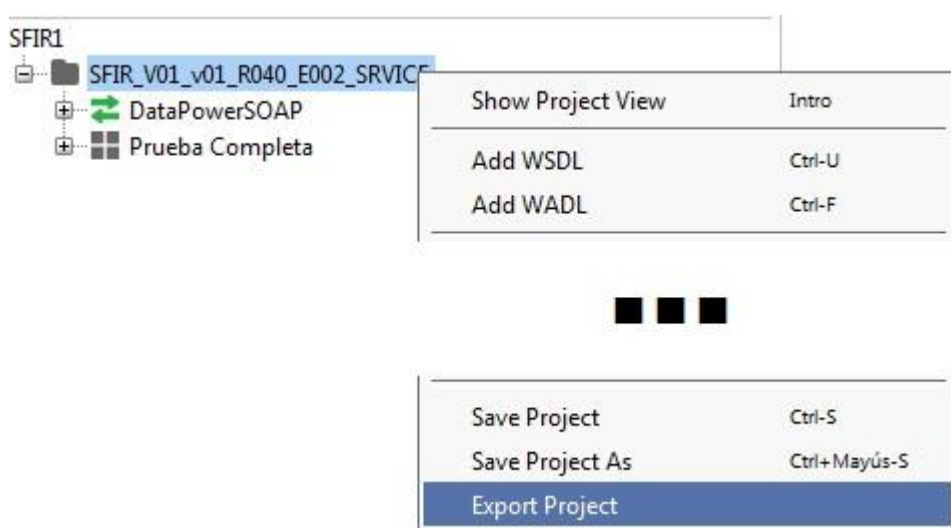 SFIR1
SFIR_V01_v01_R040_E002_SRVICE
DataPowerSOAP
Prueba Completa
Show Project View Intro
Add WSDL Ctrl-U
Add WADL Ctrl-F
Save Project Ctrl-S
Save Project As Ctrl+Mayús-S
Export Project